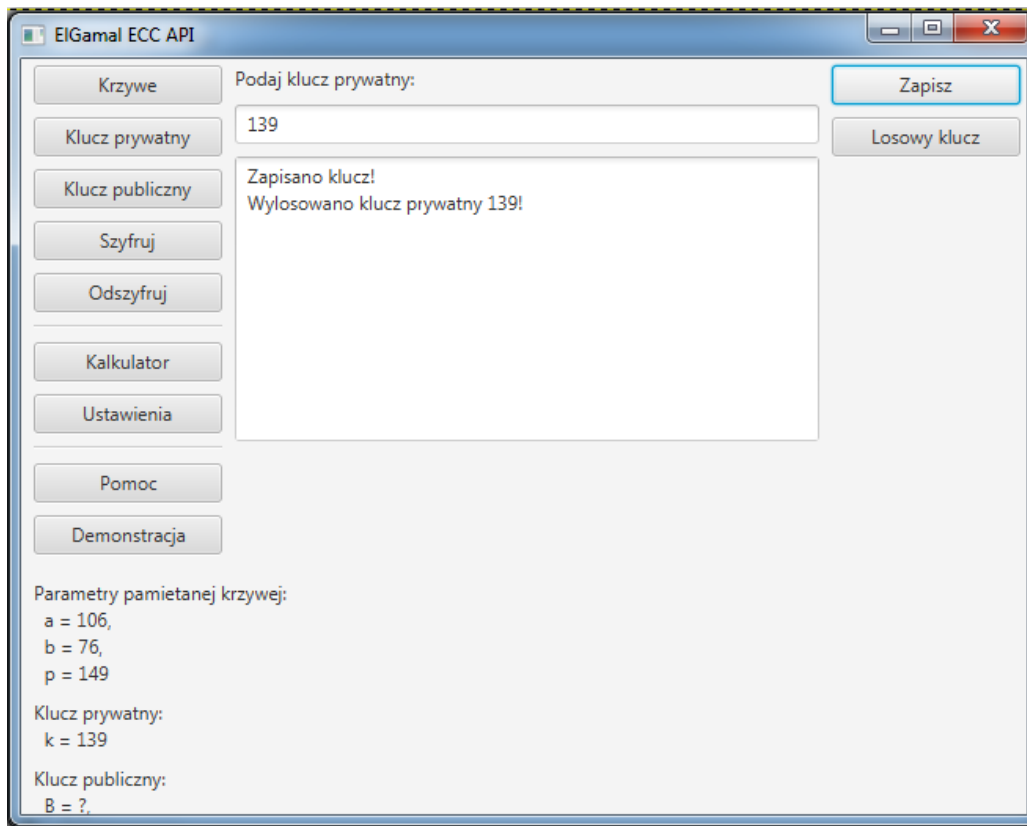 ElGamal ECC API
Krzywe
Klucz prywatny
Klucz publiczny
Szyfruj
Odszyfruj
Kalkulator
Ustawienia
Pomoc
Demonstracja
Podaj klucz prywatny:
139
Zapisano klucz!
Wylosowano klucz prywatny 139!
Zapisz
Losowy klucz
Parametry pamietanej krzywej:
a = 106,
b = 76,
p = 149
Klucz prywatny:
k = 139
Klucz publiczny:
B = ?,